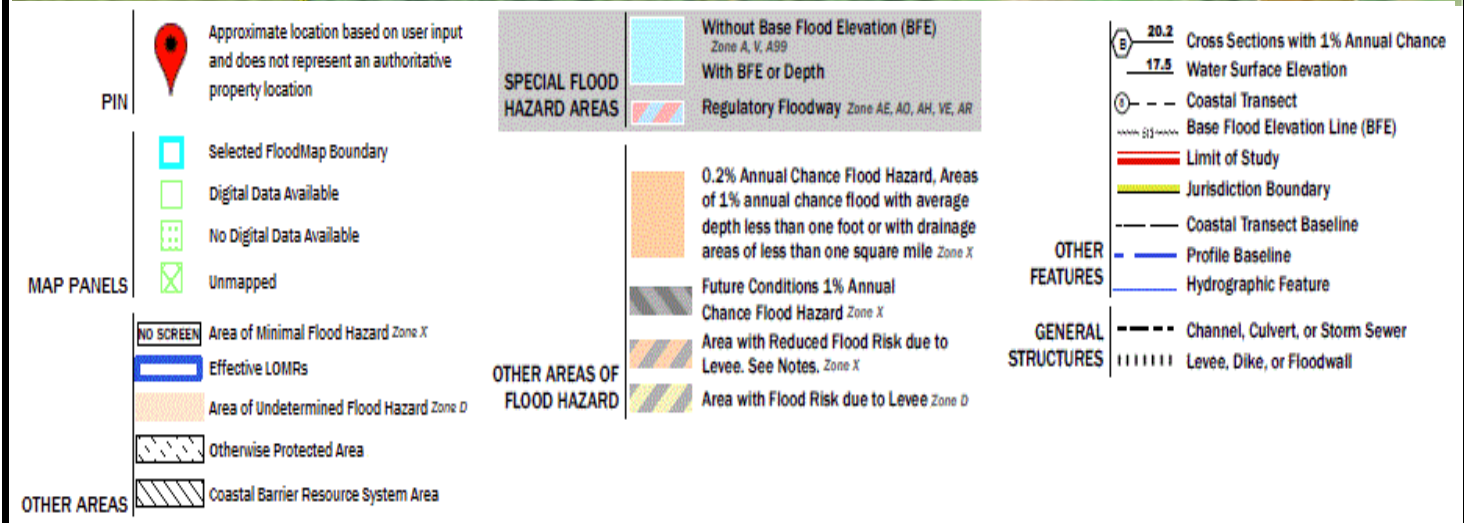 PIN
Approximate location based on user input
and does not represent an authoritative
property location
MAP PANELS
Selected FloodMap Boundary
Digital Data Available
No Digital Data Available
Unmapped
OTHER AREAS
NO SCREEN Area of Minimal Flood Hazard Zone X
Effective LOMRs
Area of Undetermined Flood Hazard Zone D
Otherwise Protected Area
Coastal Barrier Resource System Area
SPECIAL FLOOD
HAZARD AREAS
Without Base Flood Elevation (BFE)
Zone A, V, A99
With BFE or Depth
Regulatory Floodway Zone AE, AO, AH, VE, AR
OTHER AREAS OF
FLOOD HAZARD
0.2% Annual Chance Flood Hazard, Areas
of 1% annual chance flood with average
depth less than one foot or with drainage
areas of less than one square mile Zone X
Future Conditions 1% Annual
Chance Flood Hazard Zone X
Area with Reduced Flood Risk due to
Levee. See Notes. Zone X
Area with Flood Risk due to Levee Zone D
OTHER
FEATURES
B 20.2 Cross Sections with 1% Annual Chance
17.5 Water Surface Elevation
8 Coastal Transect
513 Base Flood Elevation Line (BFE)
Limit of Study
Jurisdiction Boundary
Coastal Transect Baseline
Profile Baseline
Hydrographic Feature
GENERAL
STRUCTURES
Channel, Culvert, or Storm Sewer
Levee, Dike, or Floodwall